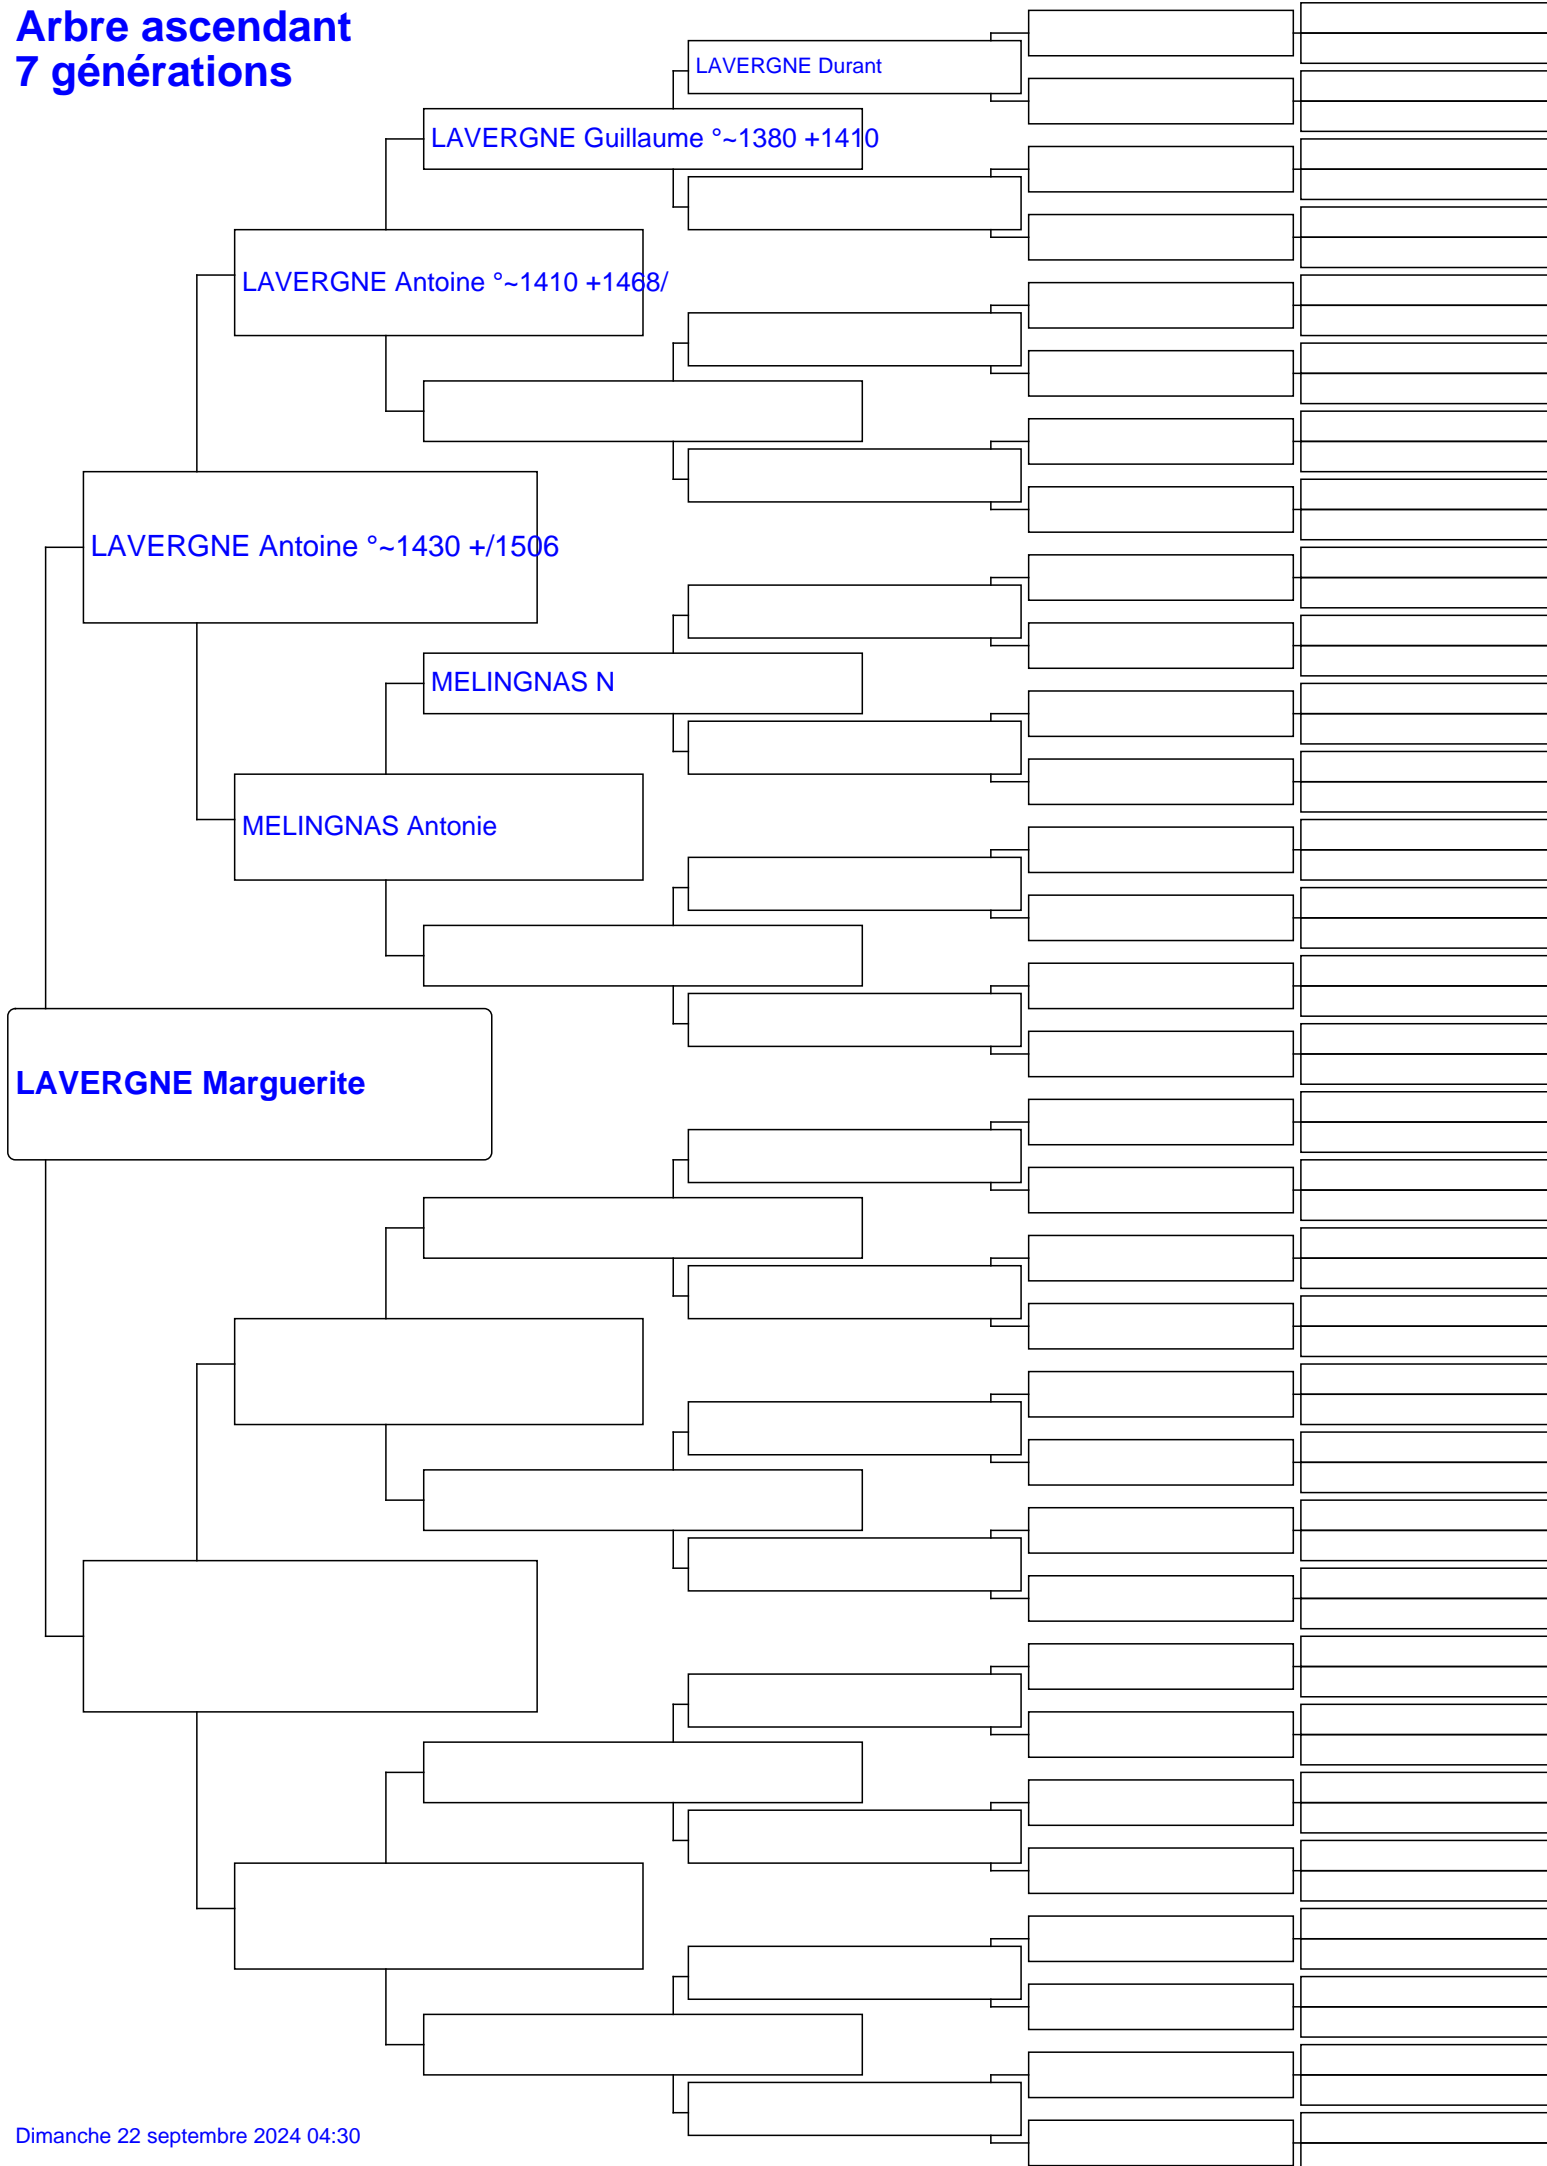 Arbre ascendant
7 générations
LAVERGNE Durant
LAVERGNE Guillaume °~1380 +1410
LAVERGNE Antoine °~1410 +1468/
LAVERGNE Antoine °~1430 +/1506
MELINGNAS N
MELINGNAS Antonie
LAVERGNE Marguerite
Dimanche 22 septembre 2024 04:30